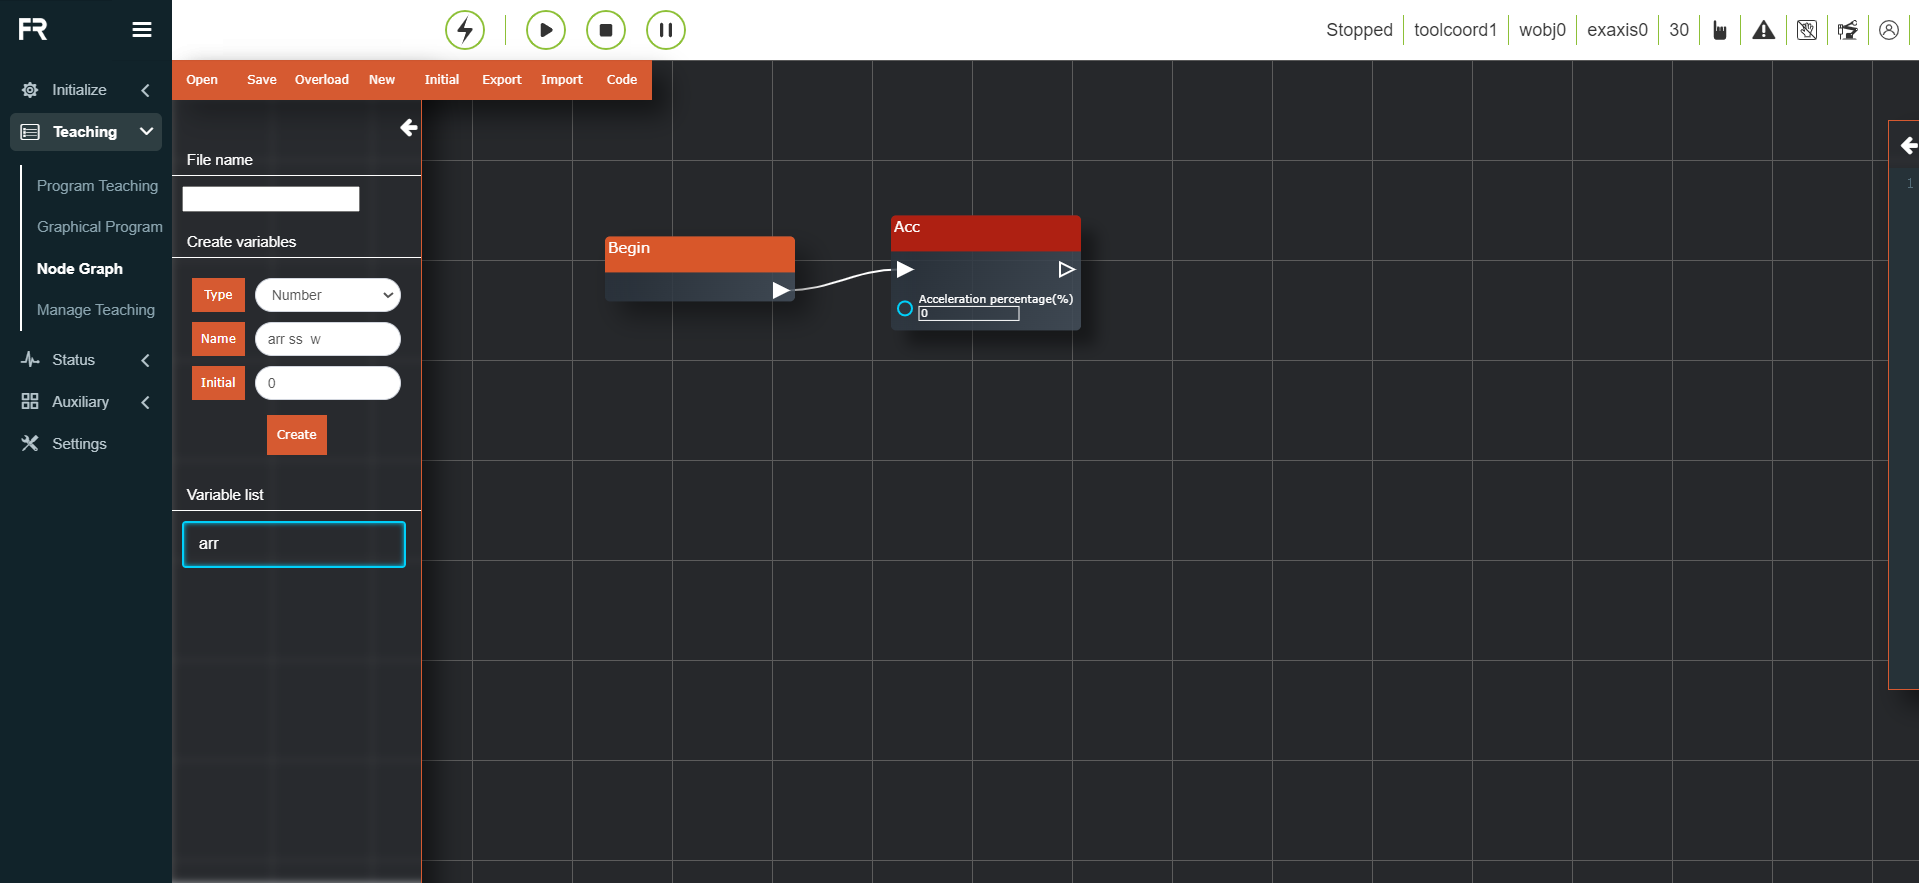 FR
Stopped
toolcoord1
wobj0
exaxis0
30
Open
Save
Overload
New
Initial
Export
Import
Code
Initialize
Teaching
Program Teaching
Graphical Program
Node Graph
Manage Teaching
Status
Auxiliary
Settings
File name
Create variables
Type
Number
Name
arr ss  w
Initial
0
Create
Variable list
arr
Begin
Acc
Acceleration percentage(%)
0
1